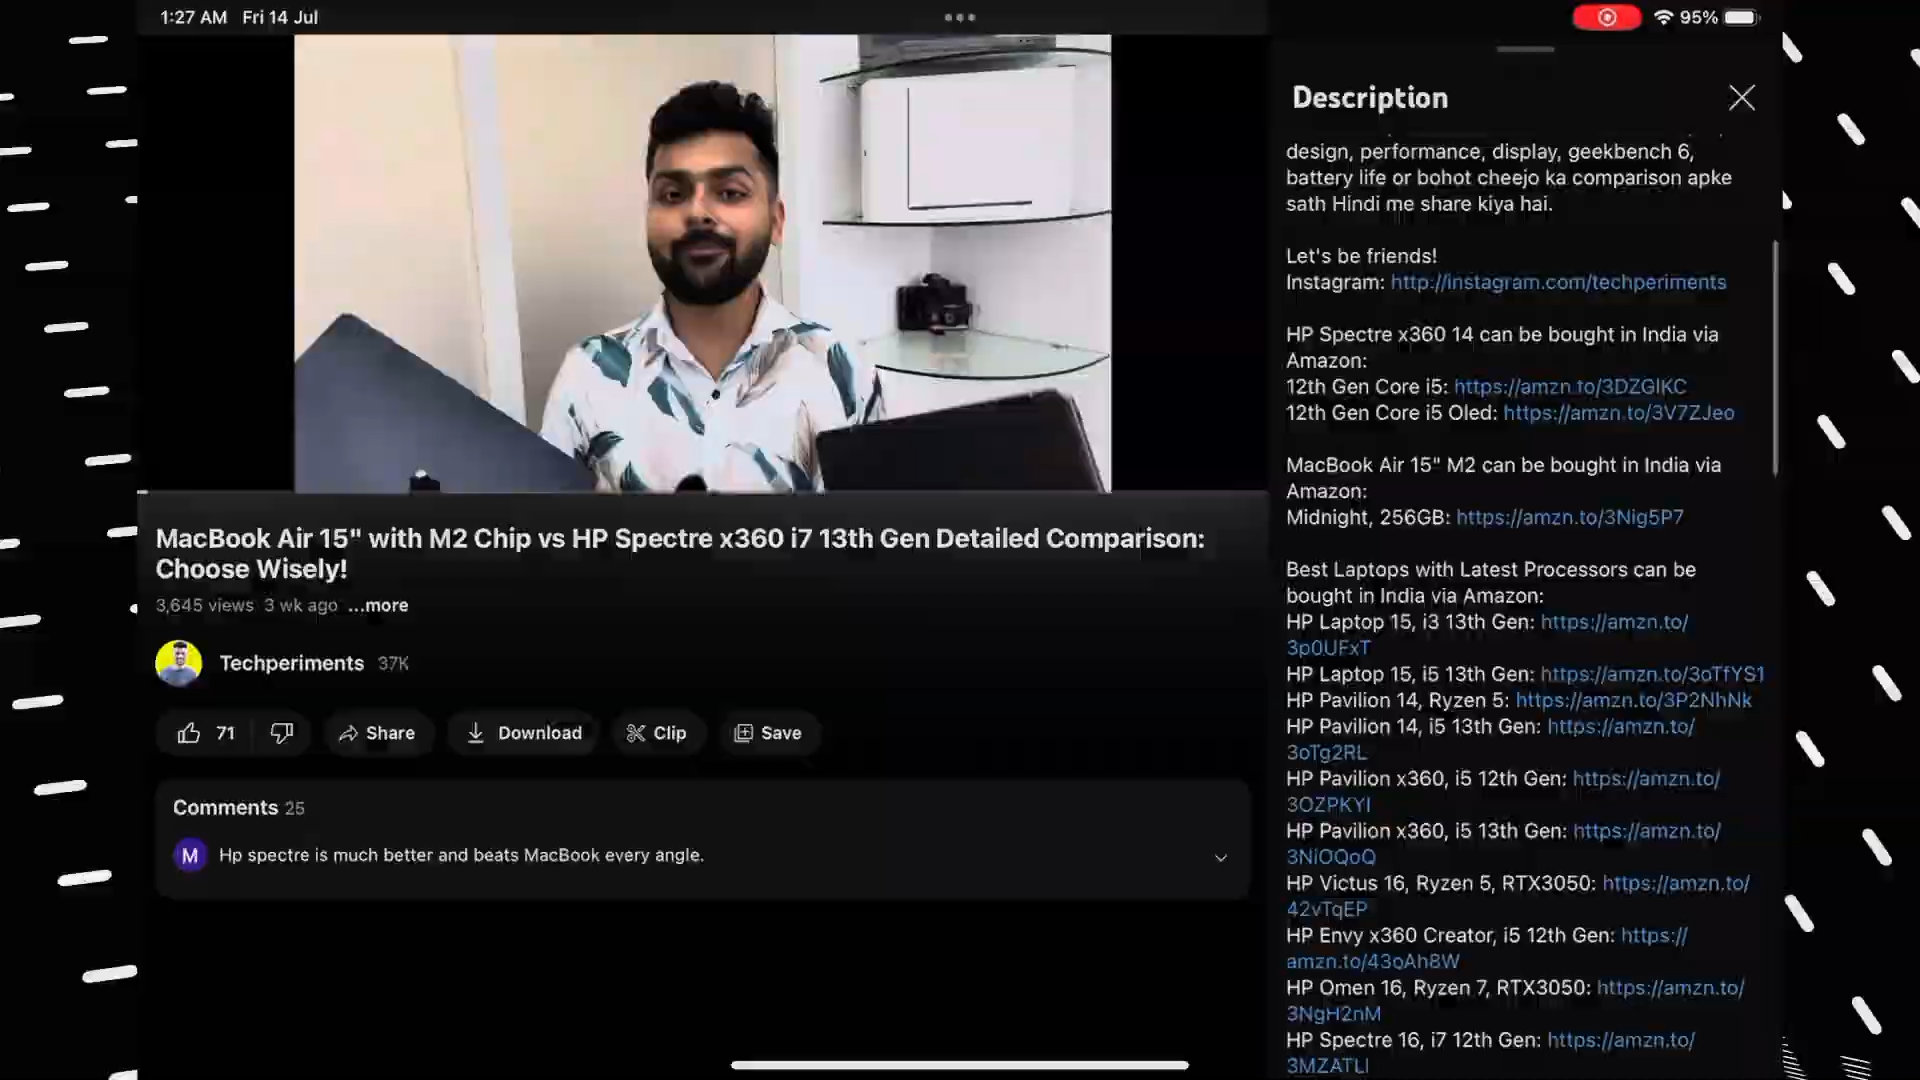 1:27 AM Fri 14 Jul
95%
MacBook Air 15" with M2 Chip vs HP Spectre x360 i7 13th Gen Detailed Comparison:
Choose Wisely!
3,645 views 3 wk ago ...more
Techperiments 37K
71
Share
Download
Clip
Save
Comments 25
M
Hp spectre is much better and beats MacBook every angle.
Description
design, performance, display, geekbench 6,
battery life or bohot cheejo ka comparison apke
sath Hindi me share kiya hai.
Let's be friends!
Instagram: http://instagram.com/techperiments
HP Spectre x360 14 can be bought in India via
Amazon:
12th Gen Core i5: https://amzn.to/3DZGlKC
12th Gen Core i5 Oled: https://amzn.to/3V7ZJeo
MacBook Air 15" M2 can be bought in India via
Amazon:
Midnight, 256GB: https://amzn.to/3Nig5P7
Best Laptops with Latest Processors can be
bought in India via Amazon:
HP Laptop 15, i3 13th Gen: https://amzn.to/
3p0UFxT
HP Laptop 15, i5 13th Gen: https://amzn.to/3oTfYS1
HP Pavilion 14, Ryzen 5: https://amzn.to/3P2NhNk
HP Pavilion 14, i5 13th Gen: https://amzn.to/
3oTg2RL
HP Pavilion x360, i5 12th Gen: https://amzn.to/
3OZPKYI
HP Pavilion x360, i5 13th Gen: https://amzn.to/
3NiOQoQ
HP Victus 16, Ryzen 5, RTX3050: https://amzn.to/
42vTqEP
HP Envy x360 Creator, i5 12th Gen: https://
amzn.to/43oAh8W
HP Omen 16, Ryzen 7, RTX3050: https://amzn.to/
3NgH2nM
HP Spectre 16, i7 12th Gen: https://amzn.to/
3MZATLI